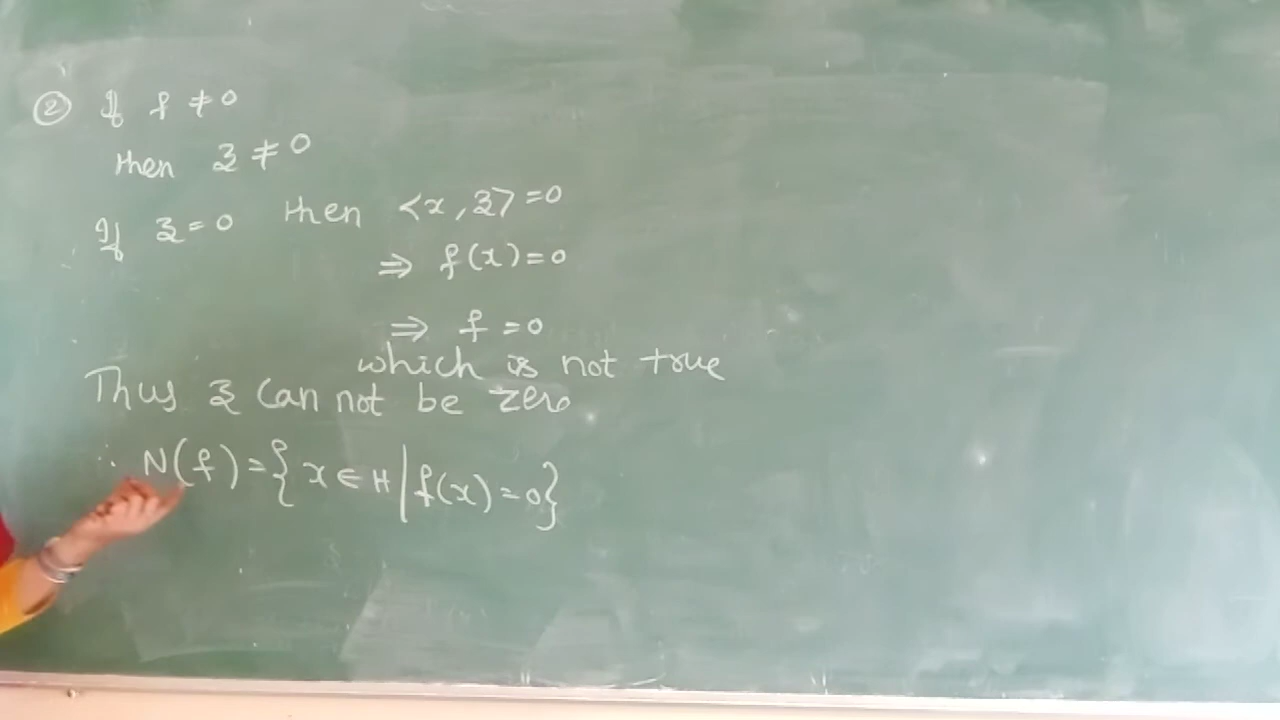 ② If f ≠ 0
then z ≠ 0
If z = 0 then <x, z> = 0
⇒ f(x) = 0
⇒ f = 0
which is not true
Thus z can not be zero
∴ N(f) = { x ∈ H | f(x) = 0}